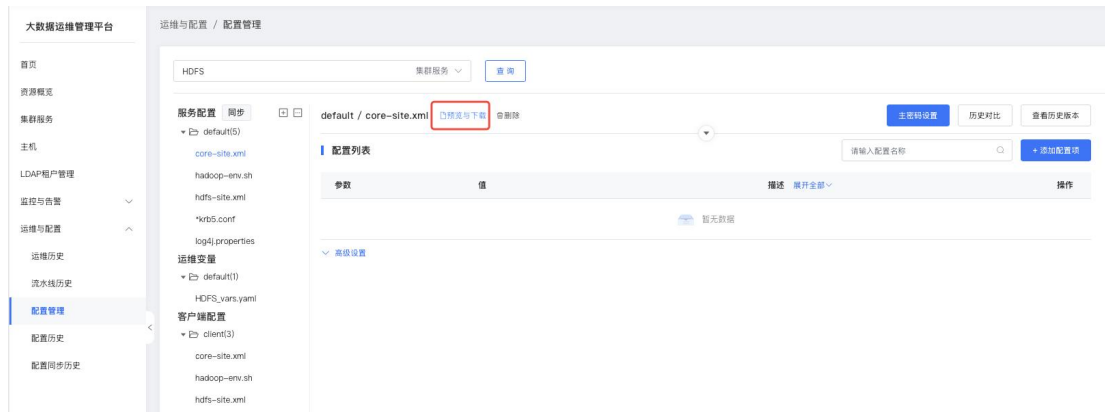 大数据运维管理平台
运维与配置 / 配置管理
首页
资源概览
集群服务
主机
LDAP租户管理
监控与告警
运维与配置
运维历史
流水线历史
配置管理
配置历史
配置同步历史
HDFS 集群服务 查询
服务配置 同步
default(5)
core-site.xml
hadoop-env.sh
hdfs-site.xml
*krb5.conf
log4j.properties
运维变量
default(1)
HDFS_vars.yaml
客户端配置
client(3)
core-site.xml
hadoop-env.sh
hdfs-site.xml
default / core-site.xml 预览与下载 删除
主密码设置 历史对比 查看历史版本
配置列表
请输入配置名称 + 添加配置项
参数 值 描述 展开全部 操作
暂无数据
高级设置